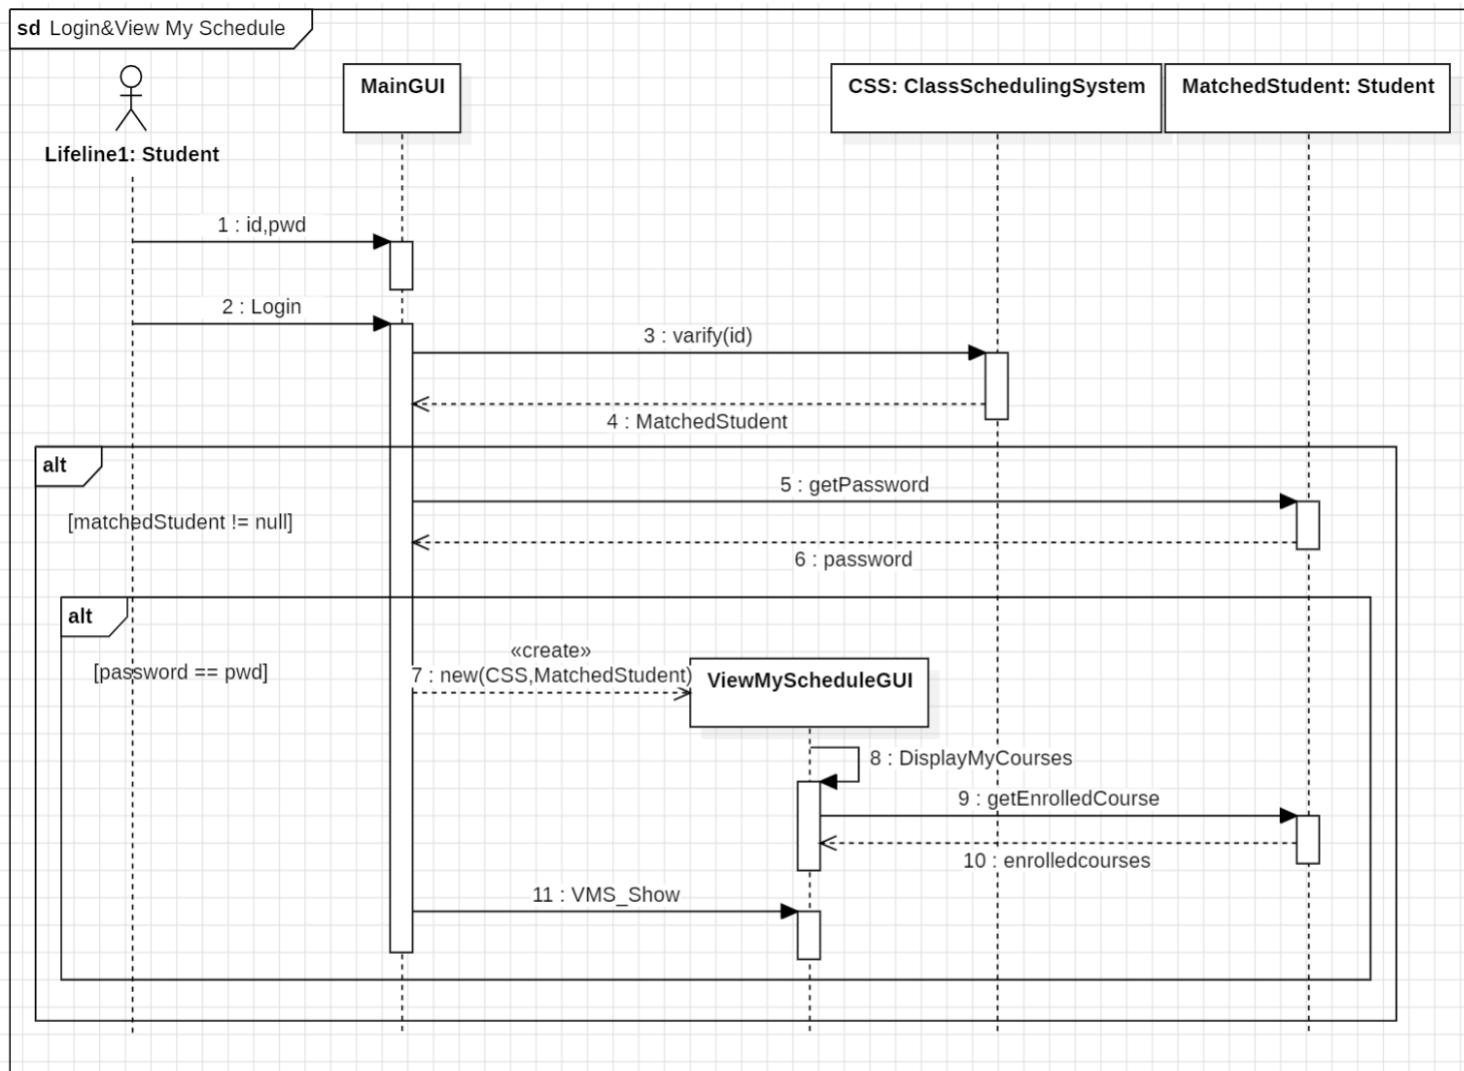 sd Login&View My Schedule
MainGUI
CSS: ClassSchedulingSystem
MatchedStudent: Student
Lifeline1: Student
1 : id,pwd
2 : Login
3 : varify(id)
4 : MatchedStudent
alt
5 : getPassword
[matchedStudent != null]
6 : password
alt
«create»
[password == pwd]
7 : new(CSS,MatchedStudent)
ViewMyScheduleGUI
8 : DisplayMyCourses
9 : getEnrolledCourse
10 : enrolledcourses
11 : VMS_Show